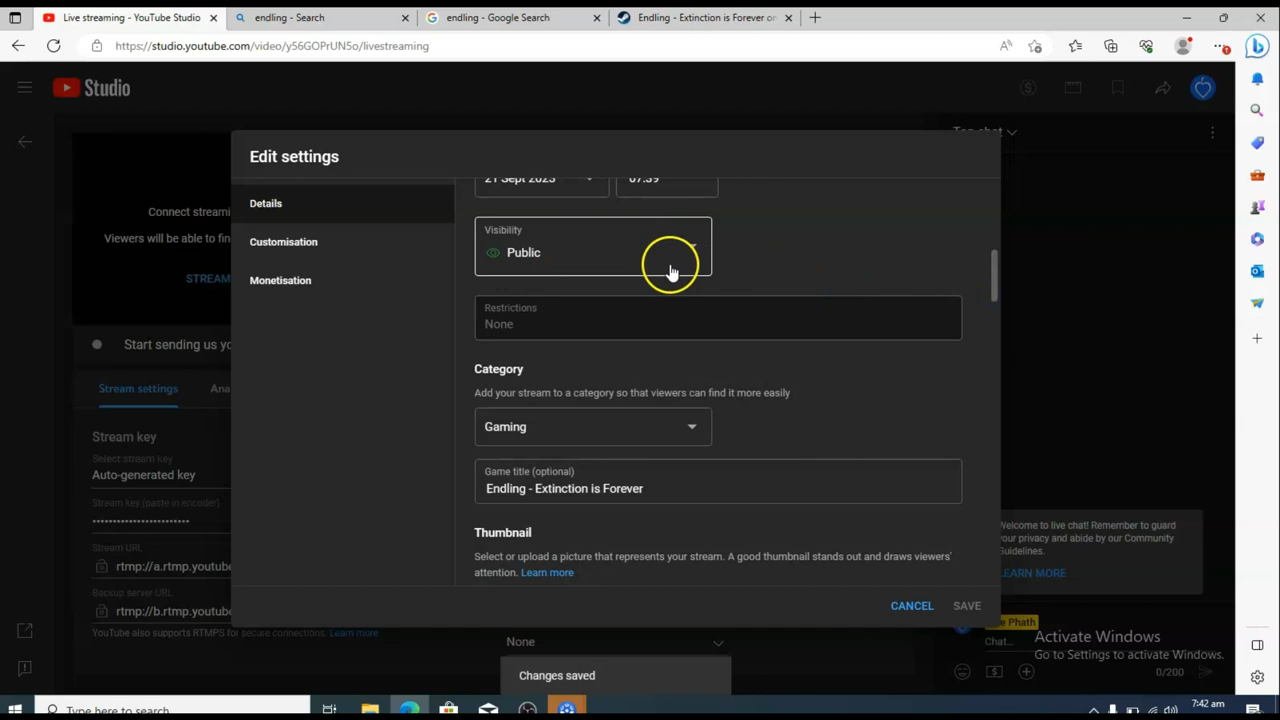 Live streaming - YouTube Studio
endling - Search
endling - Google Search
Endling - Extinction is Forever on
https://studio.youtube.com/video/y56GOPrUN5o/livestreaming
Studio
Top chat
Edit settings
Details
Customisation
Monetisation
21 Sept 2023
07:39
Visibility
Public
Restrictions
None
Category
Add your stream to a category so that viewers can find it more easily
Gaming
Game title (optional)
Endling - Extinction is Forever
Thumbnail
Select or upload a picture that represents your stream. A good thumbnail stands out and draws viewers'
attention. Learn more
CANCEL
SAVE
Connect streami
Viewers will be able to fin
STREAM
Start sending us yo
Stream settings
Ana
Stream key
Select stream key
Auto-generated key
Stream key (paste in encoder)
Stream URL
rtmp://a.rtmp.youtube
Backup server URL
rtmp://b.rtmp.youtube
YouTube also supports RTMPS for secure connections. Learn more
None
Changes saved
Welcome to live chat! Remember to guard
your privacy and abide by our Community
Guidelines.
LEARN MORE
e Phath
Chat...
0/200
Activate Windows
Go to Settings to activate Windows.
Type here to search
7:42 am